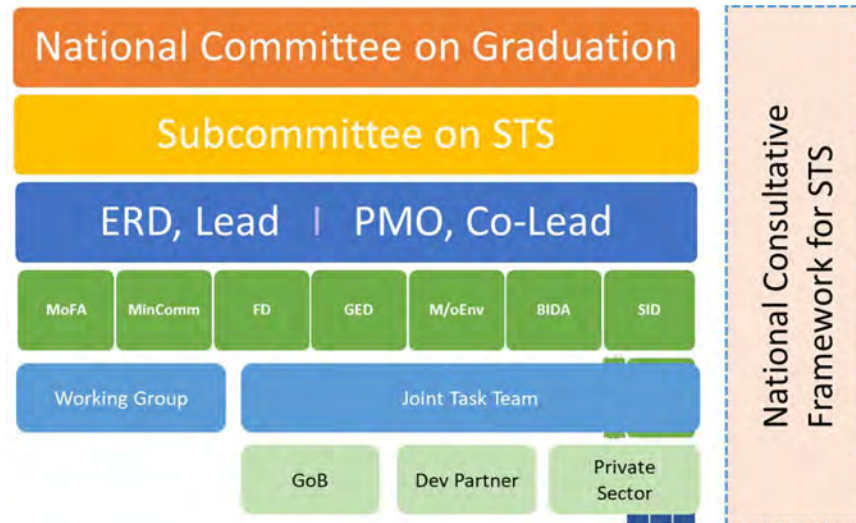 National Committee on Graduation
Subcommittee on STS
ERD, Lead | PMO, Co-Lead
MoFA MinComm FD GED M/oEnv BIDA SID
Working Group Joint Task Team
GoB Dev Partner Private
Sector
National Consultative
Framework for STS